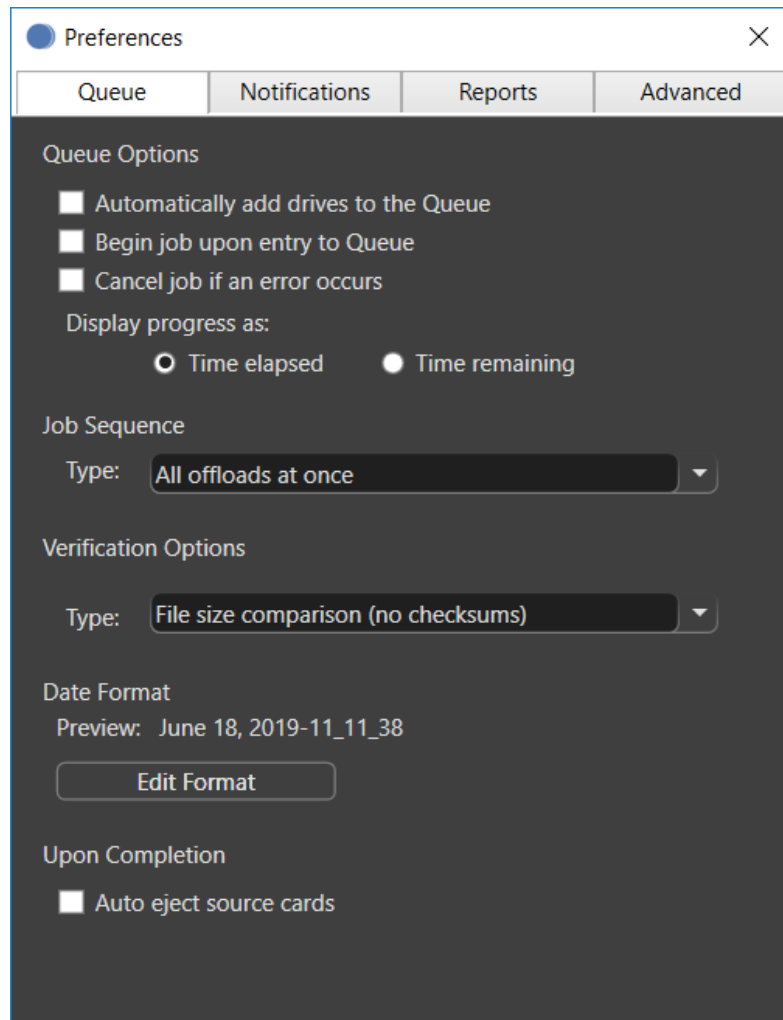 Preferences
Queue Notifications Reports Advanced
Queue Options
Automatically add drives to the Queue
Begin job upon entry to Queue
Cancel job if an error occurs
Display progress as:
Time elapsed Time remaining
Job Sequence
Type: All offloads at once
Verification Options
Type: File size comparison (no checksums)
Date Format
Preview: June 18, 2019-11_11_38
Edit Format
Upon Completion
Auto eject source cards